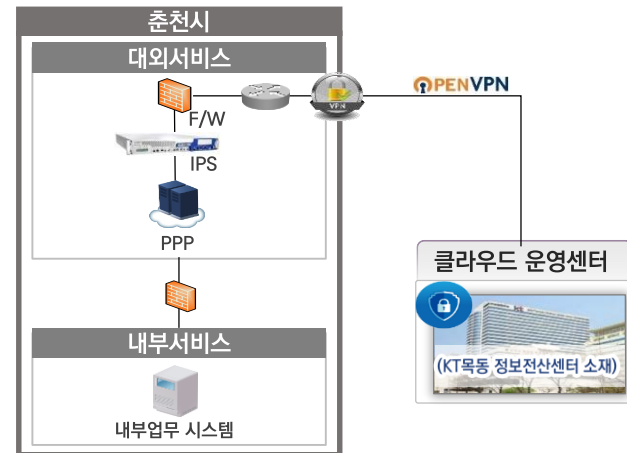 춘천시
대외서비스
F/W
VPN
OPENVPN
IPS
PPP
클라우드 운영센터
(KT목동 정보전산센터 소재)
내부서비스
내부업무 시스템